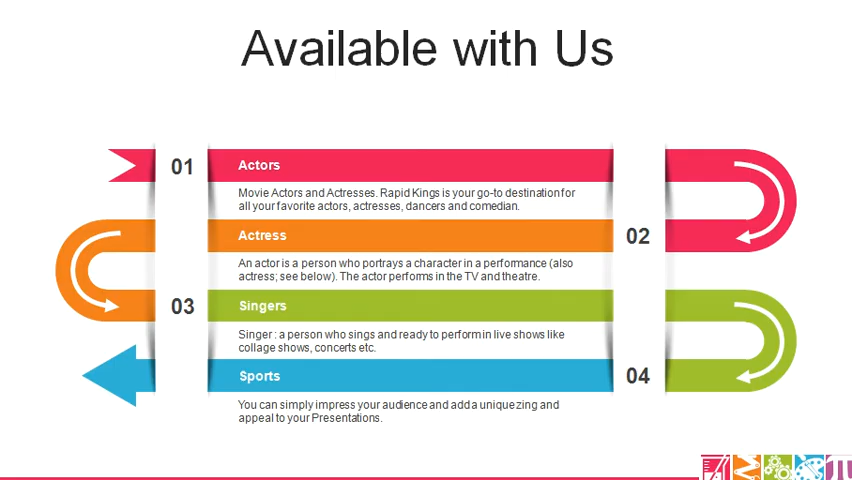 Available with Us
01
Actors
Movie Actors and Actresses. Rapid Kings is your go-to destination for
all your favorite actors, actresses, dancers and comedian.
Actress
02
An actor is a person who portrays a character in a performance (also
actress; see below). The actor performs in the TV and theatre.
03
Singers
Singer : a person who sings and ready to perform in live shows like
collage shows, concerts etc.
Sports
04
You can simply impress your audience and add a unique zing and
appeal to your Presentations.